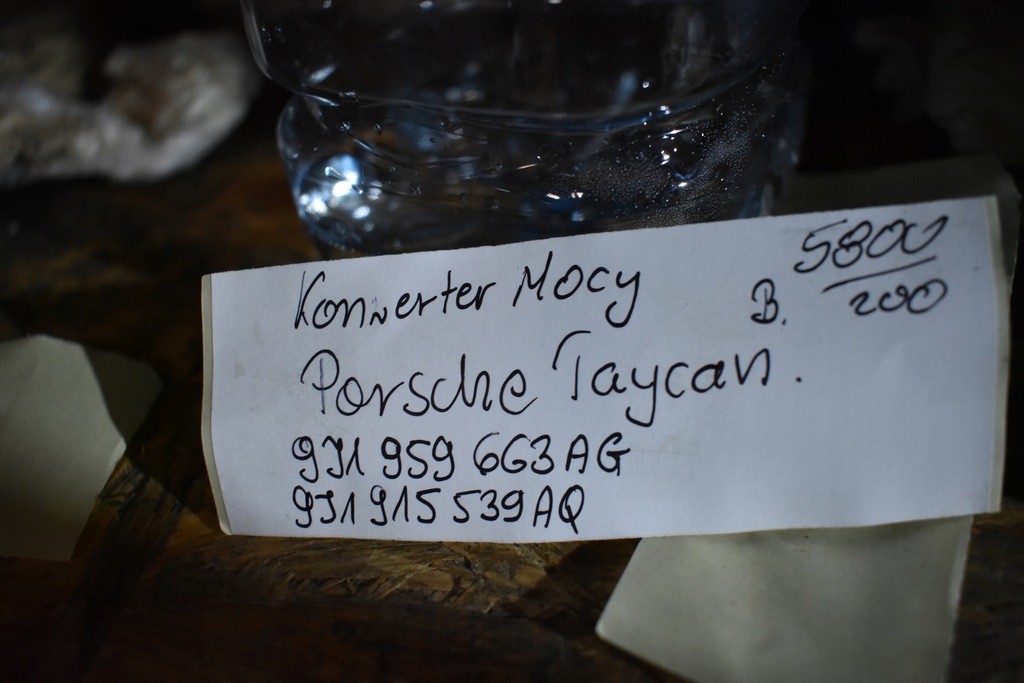 Konwerter Mocy
B. 5800
200
Porsche Taycan.
9J1 959 663 AG
9J1 915 539 AQ